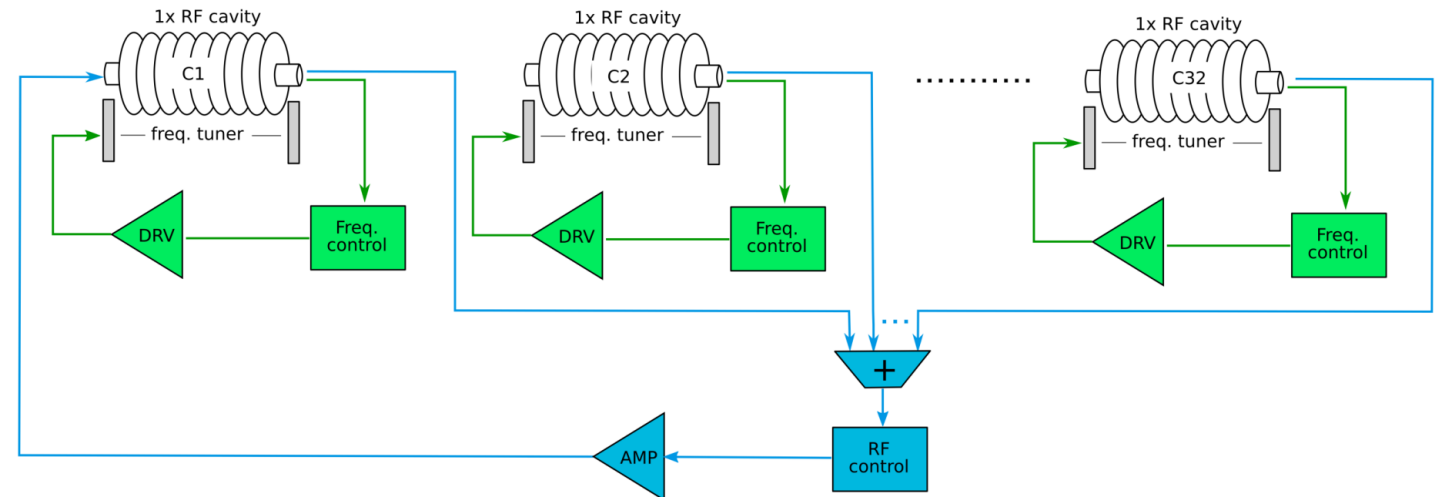 1x RF cavity
1x RF cavity
1x RF cavity
C1
C2
C32
freq. tuner
freq. tuner
freq. tuner
DRV
Freq.
control
DRV
Freq.
control
DRV
Freq.
control
+
AMP
RF
control